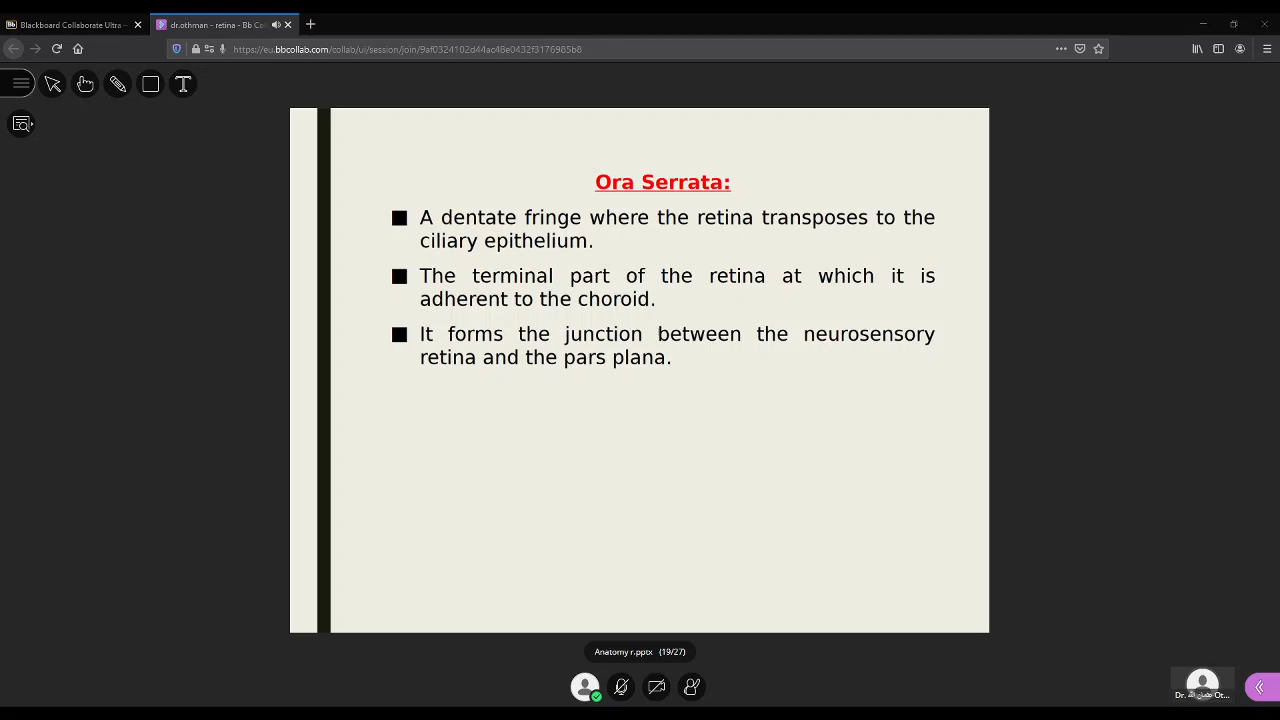 Blackboard Collaborate Ultra –
dr.othman – retina - Bb Co
https://eu.bbcollab.com/collab/ui/session/join/9af0324102d44ac48e0432f3176985b8
Ora Serrata:
A dentate fringe where the retina transposes to the
ciliary epithelium.
The terminal part of the retina at which it is
adherent to the choroid.
It forms the junction between the neurosensory
retina and the pars plana.
Anatomy r.pptx (19/27)
Dr. Ot...